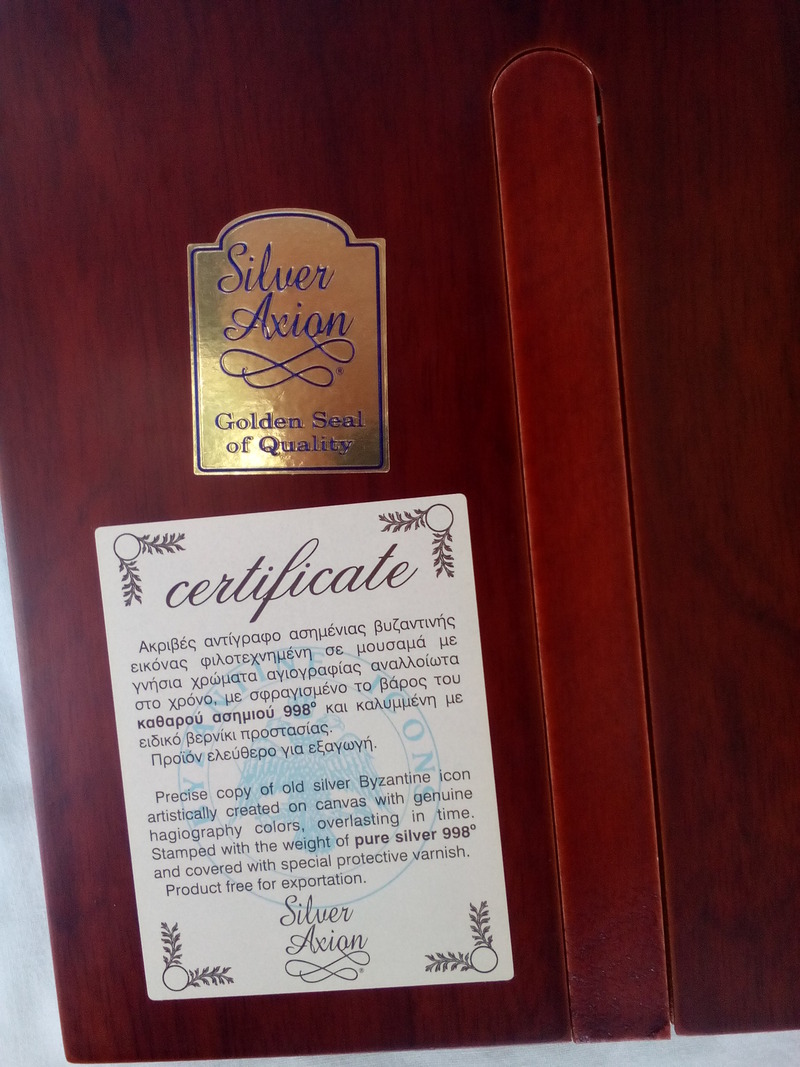 Silver
Axion
®
Golden Seal
of Quality
certificate
Ακριβές αντίγραφο ασημένιας βυζαντινής
εικόνας φιλοτεχνημένη σε μουσαμά με
γνήσια χρώματα αγιογραφίας αναλλοίωτα
στο χρόνο, με σφραγισμένο το βάρος του
καθαρού ασημιού 998° και καλυμμένη με
ειδικό βερνίκι προστασίας.
Προϊόν ελεύθερο για εξαγωγή.
Precise copy of old silver Byzantine icon
artistically created on canvas with genuine
hagiography colors, overlasting in time.
Stamped with the weight of pure silver 998°
and covered with special protective varnish.
Product free for exportation.
Silver
Axion
®
BYZANTINE ICONS